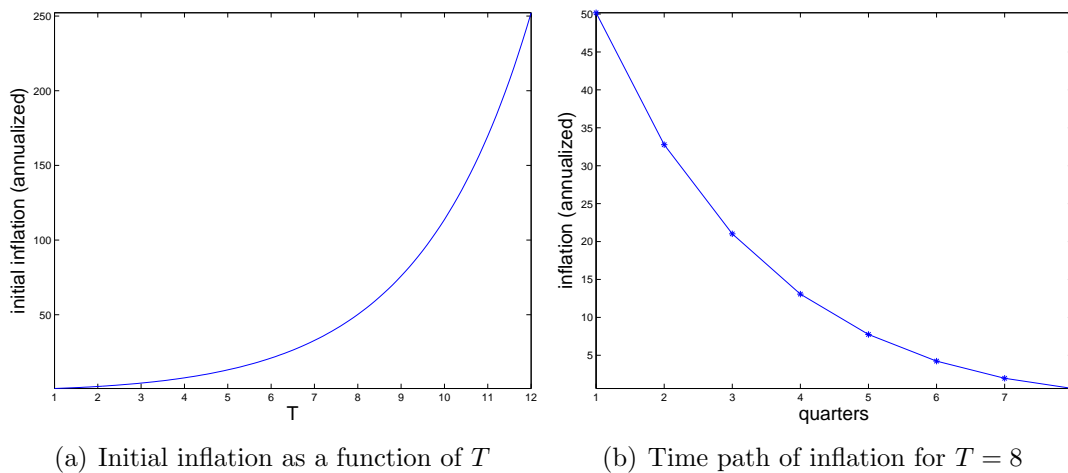 250
200
150
100
50
initial inflation (annualized)
1 2 3 4 5 6 7 8 9 10 11 12
T
(a) Initial inflation as a function of T
50
45
40
35
30
25
20
15
10
5
inflation (annualized)
1 2 3 4 5 6 7
quarters
(b) Time path of inflation for T = 8